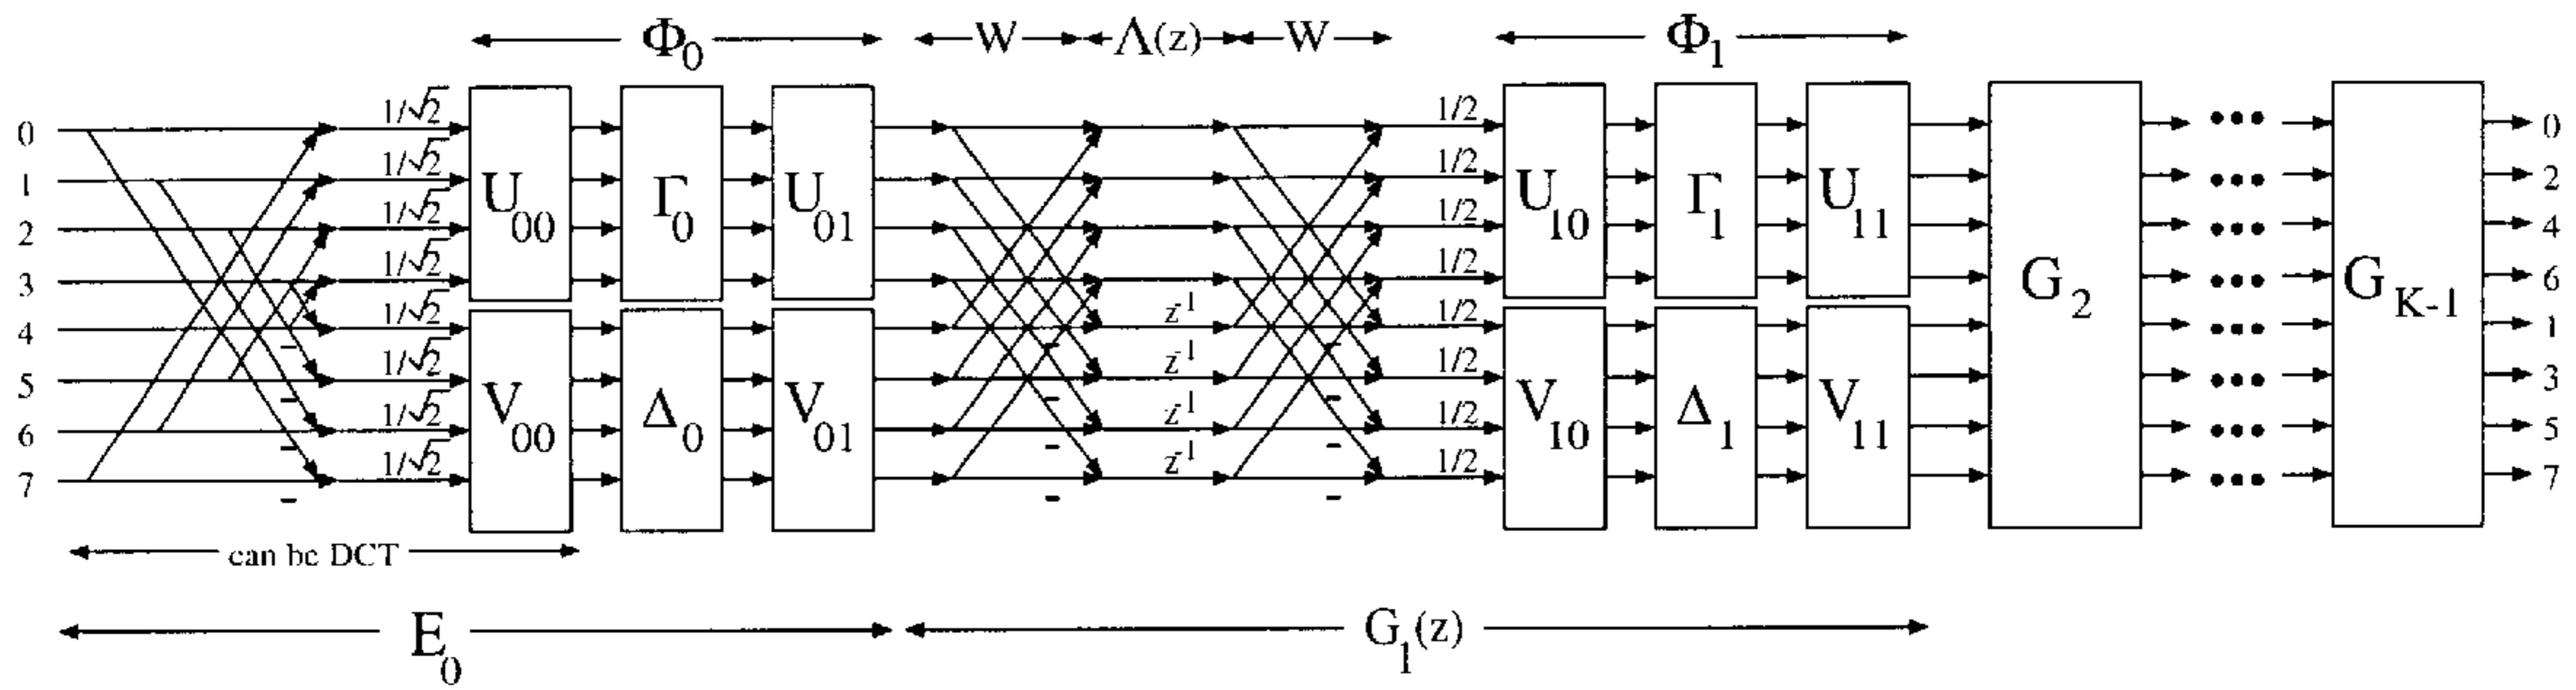 Φ0 W Λ(z) W Φ1
0 1/√2 1/2 0
1 1/√2 1/2 2
2 1/√2 U00 Γ0 U01 1/2 U10 Γ1 U11 4
3 1/√2 1/2 G2 GK-1 6
4 - 1/√2 z-1 1/2 1
5 - 1/√2 V00 Δ0 V01 - - z-1 - - 1/2 V10 Δ1 V11 3
6 - 1/√2 - z-1 - 1/2 5
7 - 1/√2 - z-1 - 1/2 7
can be DCT
E0 G1(z)